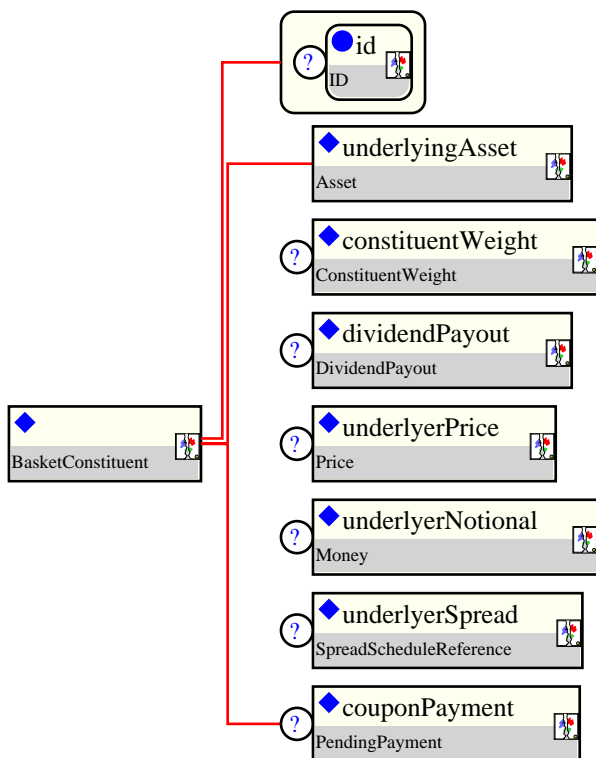 ?
id
ID
underlyingAsset
Asset
?
constituentWeight
ConstituentWeight
?
dividendPayout
DividendPayout
BasketConstituent
?
underlyerPrice
Price
?
underlyerNotional
Money
?
underlyerSpread
SpreadScheduleReference
?
couponPayment
PendingPayment